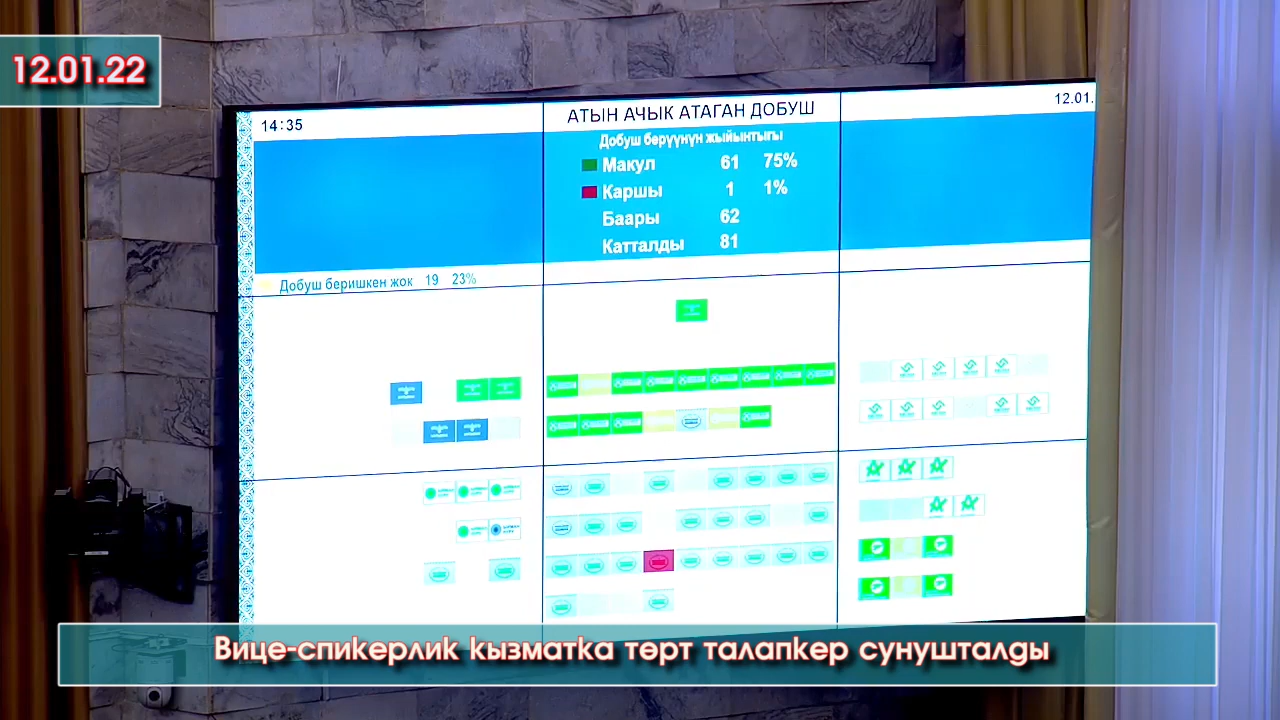 12.01.22
14:35
АТЫН АЧЫК АТАГАН ДОБУШ
12.01.
Добуш берүүнүн жыйынтыгы
Макул 61 75%
Каршы 1 1%
Баары 62
Катталды 81
Добуш беришкен жок 19 23%
Вице-спикерлик кызматка төрт талапкер сунушталды